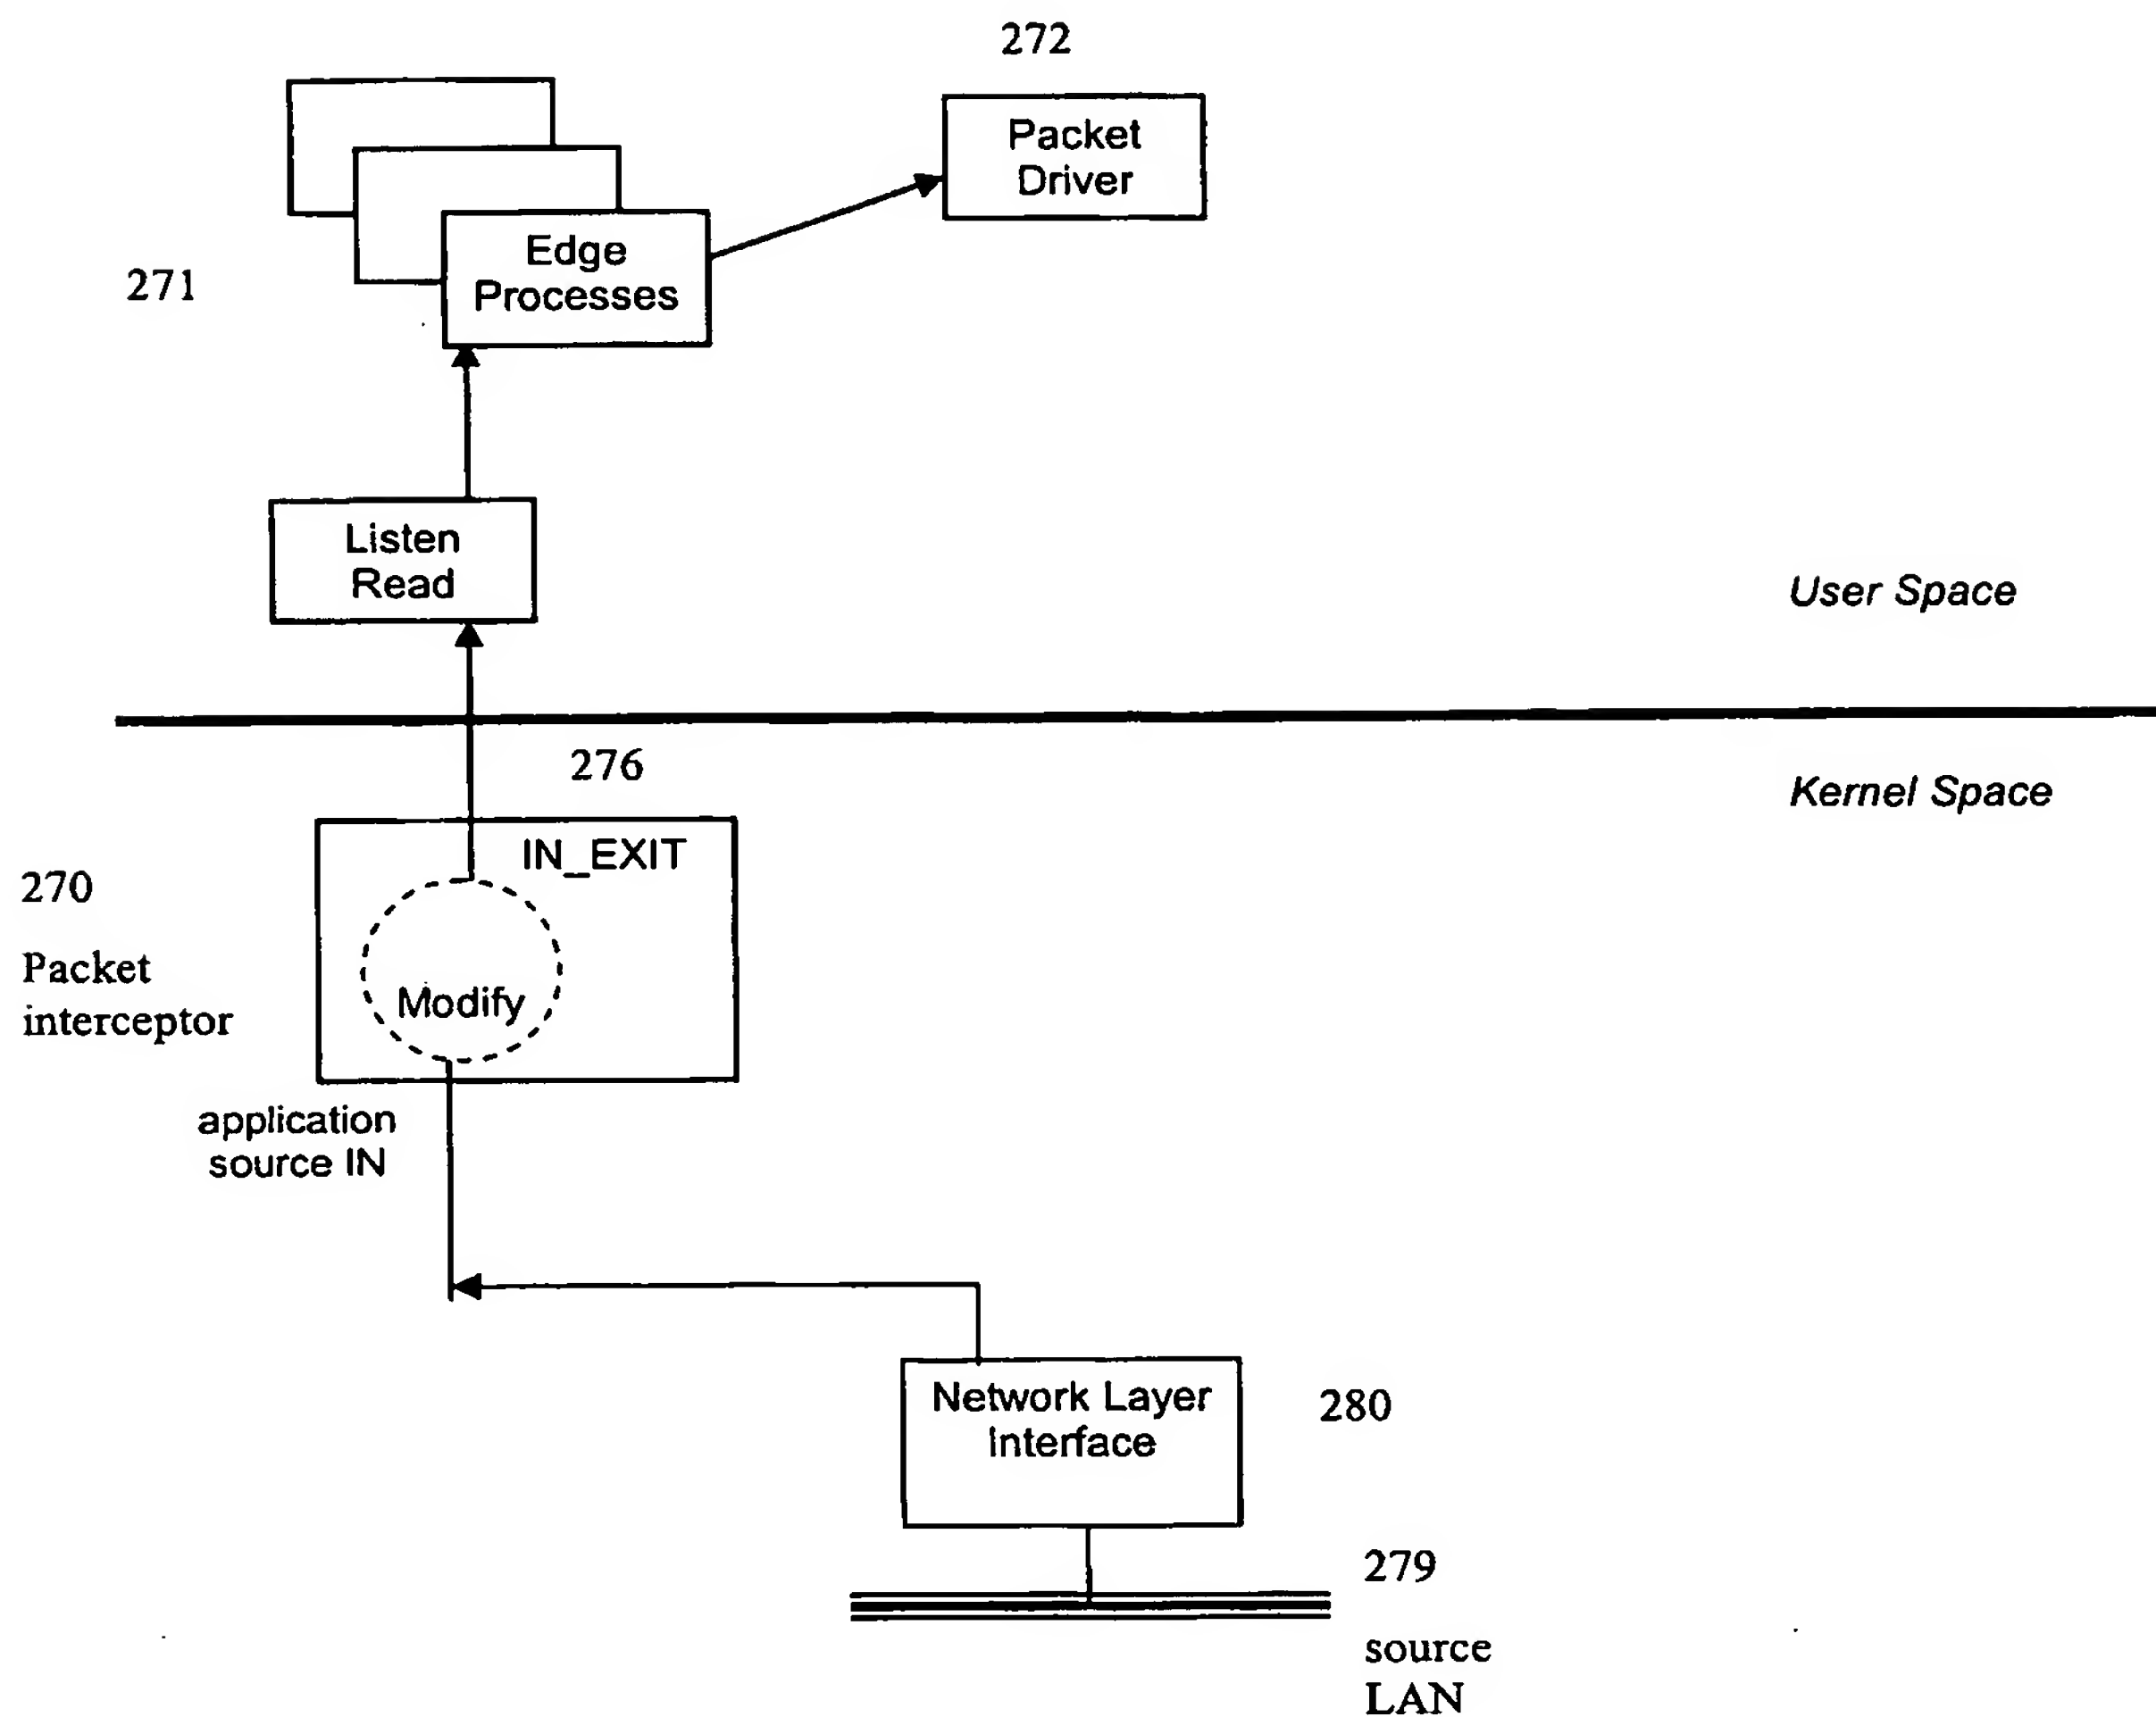 272
Packet
Driver
Edge
Processes
271
Listen
Read
User Space
276
Kernel Space
IN_EXIT
270
Packet
interceptor
Modify
application
source IN
Network Layer
Interface
280
279
source
LAN